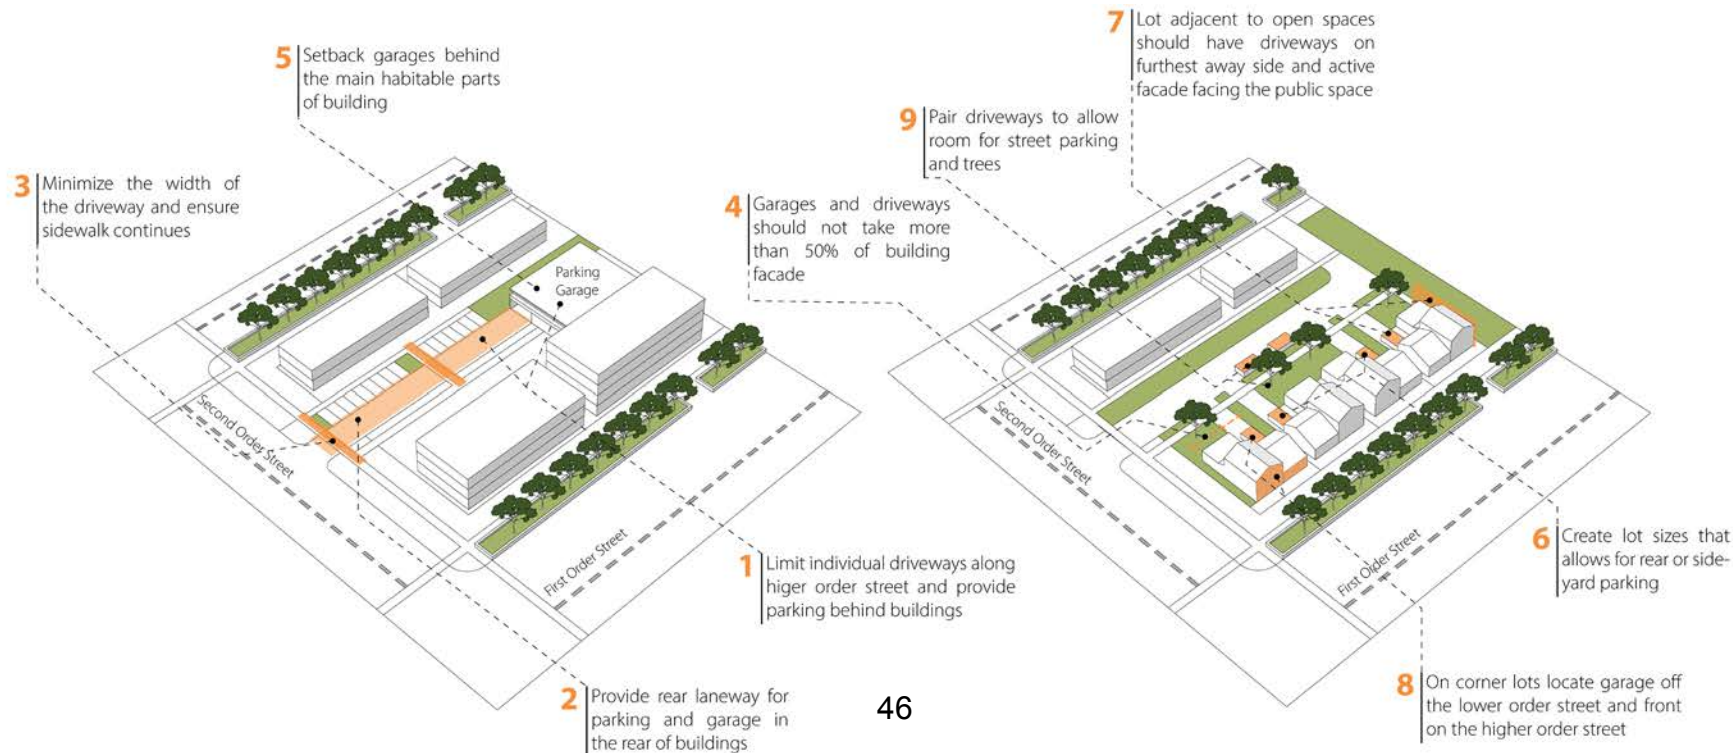 5 Setback garages behind
the main habitable parts
of building
3 Minimize the width of
the driveway and ensure
sidewalk continues
Parking
Garage
Second Order Street
First Order Street
1 Limit individual driveways along
higer order street and provide
parking behind buildings
2 Provide rear laneway for
parking and garage in
the rear of buildings
7 Lot adjacent to open spaces
should have driveways on
furthest away side and active
facade facing the public space
9 Pair driveways to allow
room for street parking
and trees
4 Garages and driveways
should not take more
than 50% of building
facade
Second Order Street
First Order Street
6 Create lot sizes that
allows for rear or side-
yard parking
8 On corner lots locate garage off
the lower order street and front
on the higher order street
46